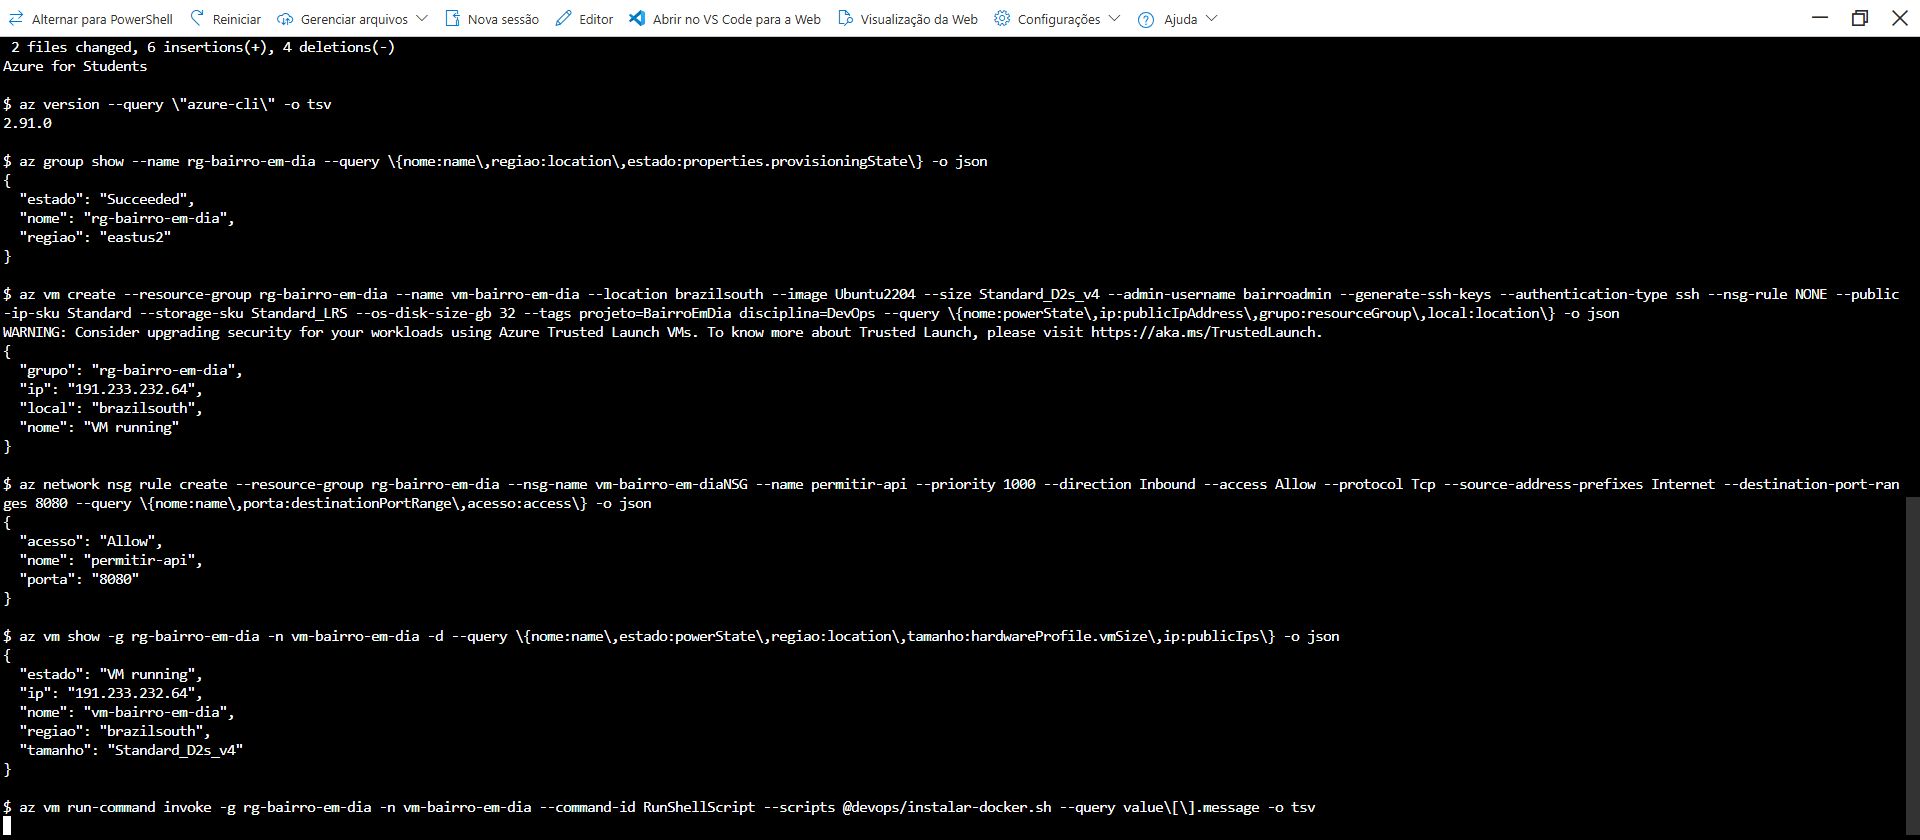 Alternar para PowerShell Reiniciar Gerenciar arquivos Nova sessão Editor Abrir no VS Code para a Web Visualização da Web Configurações Ajuda
2 files changed, 6 insertions(+), 4 deletions(-)
Azure for Students
$ az version --query \"azure-cli\" -o tsv
2.91.0
$ az group show --name rg-bairro-em-dia --query \{nome:name\,regiao:location\,estado:properties.provisioningState\} -o json
{
"estado": "Succeeded",
"nome": "rg-bairro-em-dia",
"regiao": "eastus2"
}
$ az vm create --resource-group rg-bairro-em-dia --name vm-bairro-em-dia --location brazilsouth --image Ubuntu2204 --size Standard_D2s_v4 --admin-username bairroadmin --generate-ssh-keys --authentication-type ssh --nsg-rule NONE --public
-ip-sku Standard --storage-sku Standard_LRS --os-disk-size-gb 32 --tags projeto=BairroEmDia disciplina=DevOps --query \{nome:powerState\,ip:publicIpAddress\,grupo:resourceGroup\,local:location\} -o json
WARNING: Consider upgrading security for your workloads using Azure Trusted Launch VMs. To know more about Trusted Launch, please visit https://aka.ms/TrustedLaunch.
{
"grupo": "rg-bairro-em-dia",
"ip": "191.233.232.64",
"local": "brazilsouth",
"nome": "VM running"
}
$ az network nsg rule create --resource-group rg-bairro-em-dia --nsg-name vm-bairro-em-diaNSG --name permitir-api --priority 1000 --direction Inbound --access Allow --protocol Tcp --source-address-prefixes Internet --destination-port-ran
ges 8080 --query \{nome:name\,porta:destinationPortRange\,acesso:access\} -o json
{
"acesso": "Allow",
"nome": "permitir-api",
"porta": "8080"
}
$ az vm show -g rg-bairro-em-dia -n vm-bairro-em-dia -d --query \{nome:name\,estado:powerState\,regiao:location\,tamanho:hardwareProfile.vmSize\,ip:publicIps\} -o json
{
"estado": "VM running",
"ip": "191.233.232.64",
"nome": "vm-bairro-em-dia",
"regiao": "brazilsouth",
"tamanho": "Standard_D2s_v4"
}
$ az vm run-command invoke -g rg-bairro-em-dia -n vm-bairro-em-dia --command-id RunShellScript --scripts @devops/instalar-docker.sh --query value\[\].message -o tsv